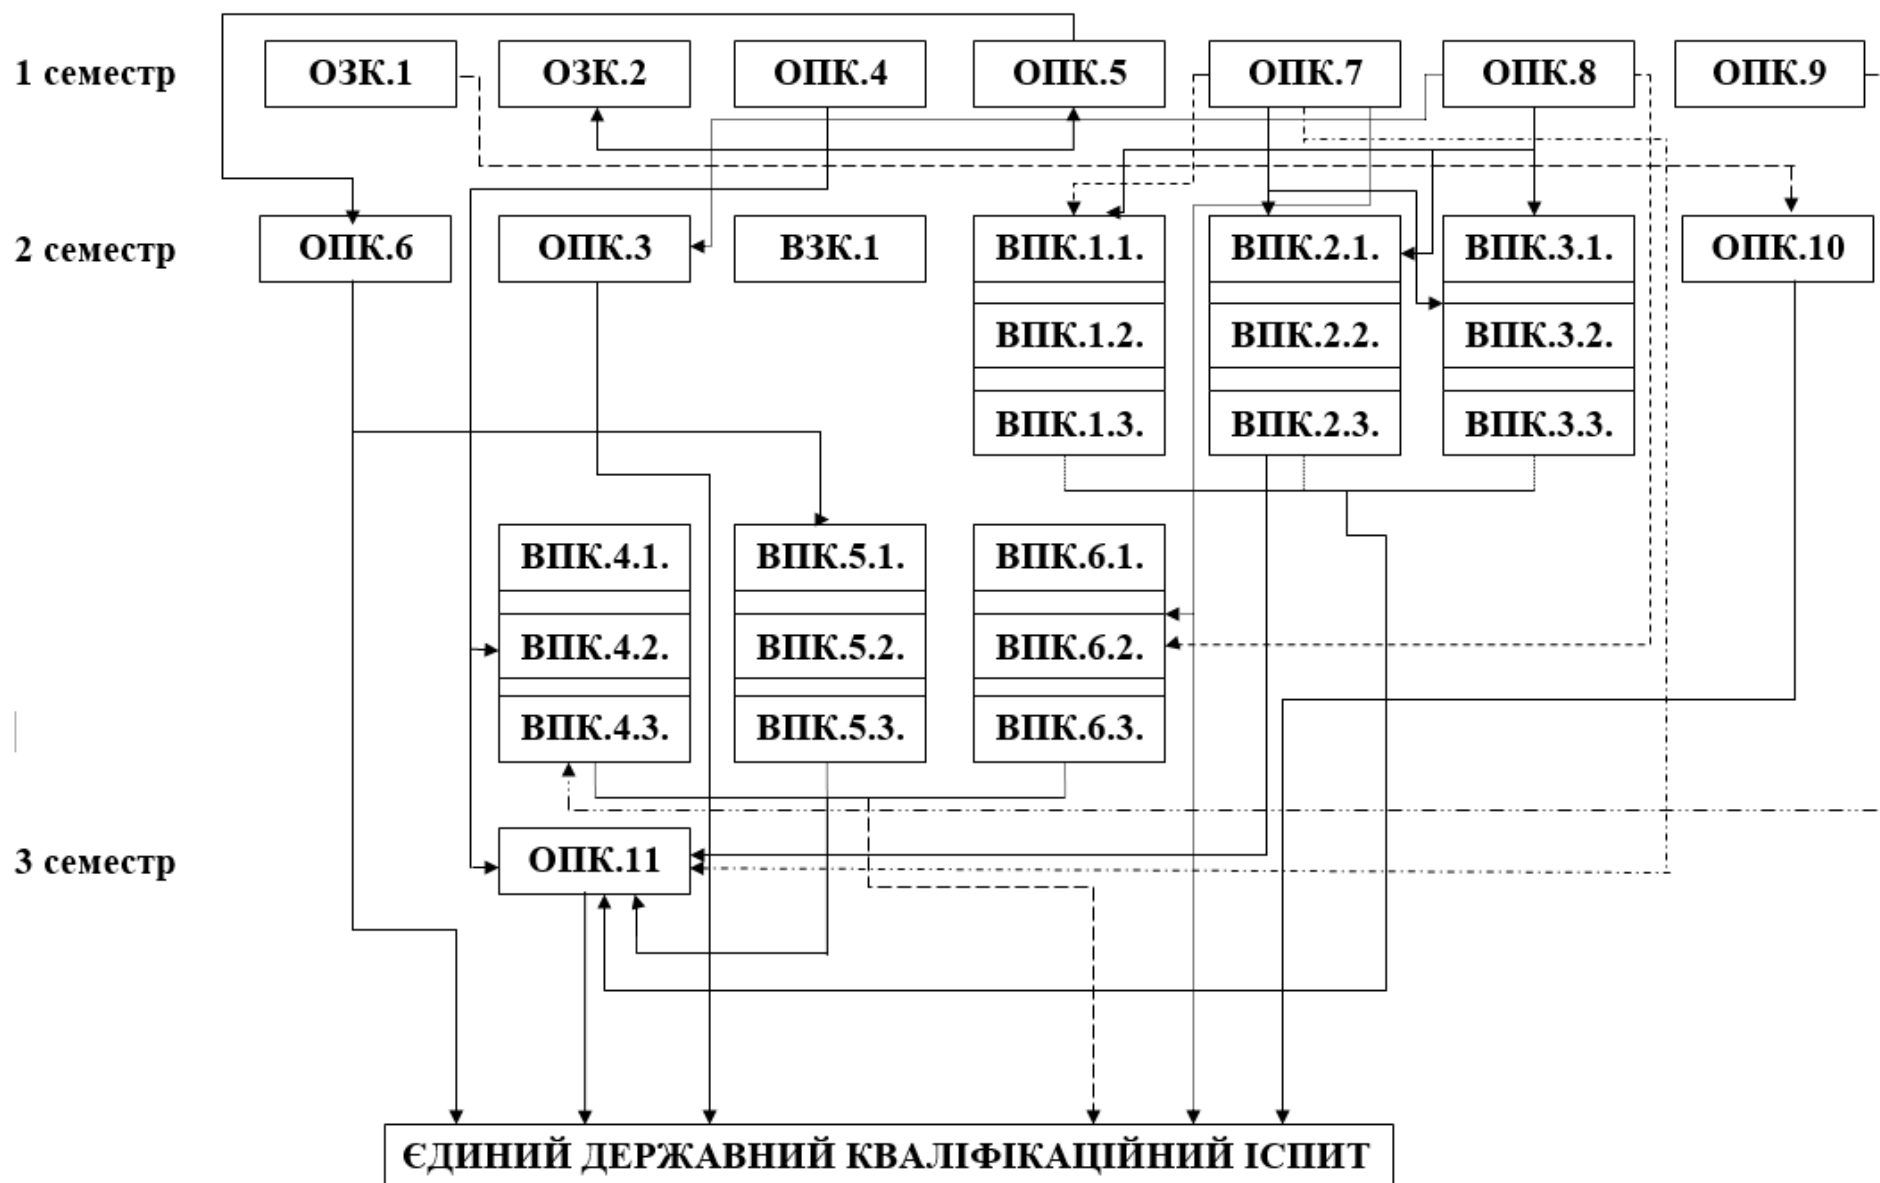 1 семестр ОЗК.1 ОЗК.2 ОПК.4 ОПК.5 ОПК.7 ОПК.8 ОПК.9
2 семестр ОПК.6 ОПК.3 ВЗК.1 ВПК.1.1. ВПК.2.1. ВПК.3.1. ОПК.10
ВПК.1.2. ВПК.2.2. ВПК.3.2.
ВПК.1.3. ВПК.2.3. ВПК.3.3.
ВПК.4.1. ВПК.5.1. ВПК.6.1.
ВПК.4.2. ВПК.5.2. ВПК.6.2.
ВПК.4.3. ВПК.5.3. ВПК.6.3.
3 семестр ОПК.11
ЄДИНИЙ ДЕРЖАВНИЙ КВАЛІФІКАЦІЙНИЙ ІСПИТ